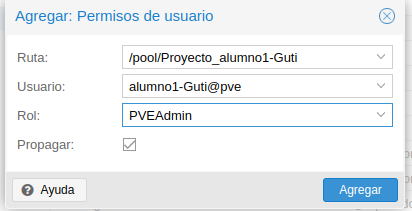 Agregar: Permisos de usuario
Ruta: /pool/Proyecto_alumno1-Guti
Usuario: alumno1-Guti@pve
Rol: PVEAdmin
Propagar:
Ayuda Agregar